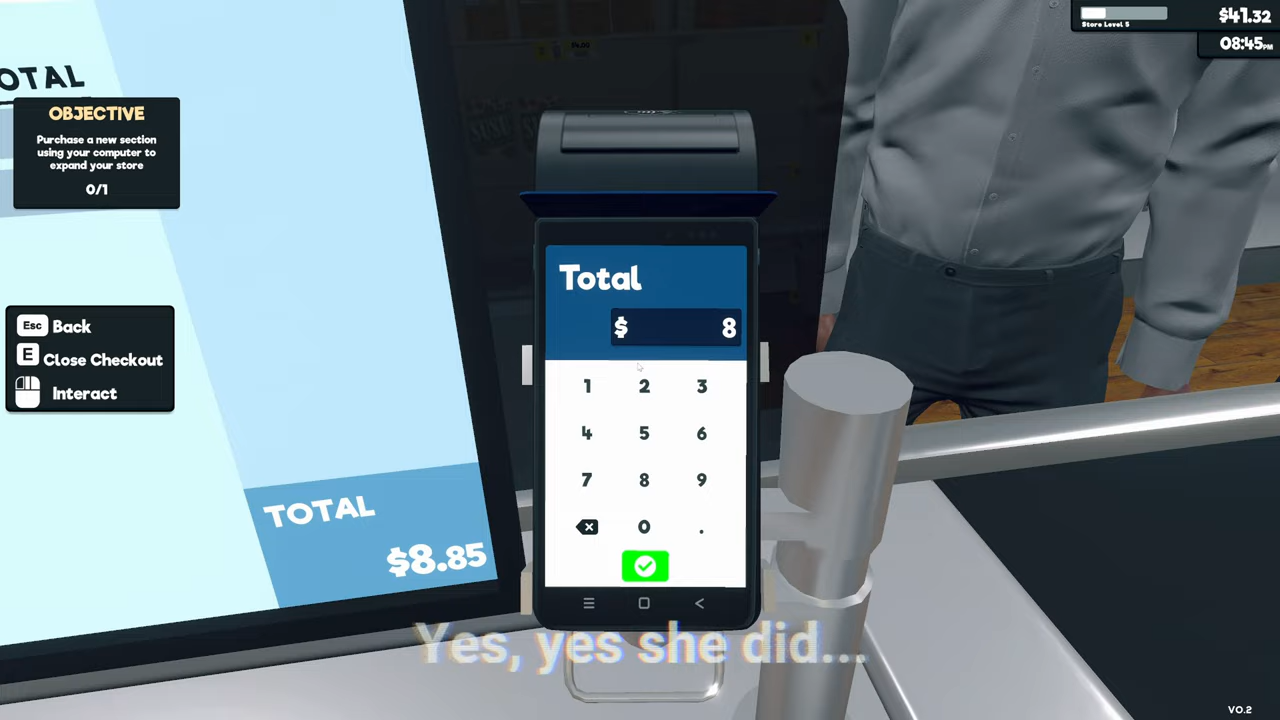 OTAL
OBJECTIVE
Purchase a new section
using your computer to
expand your store
0/1
Esc Back
E Close Checkout
Interact
TOTAL
$8.85
Total
$ 8
1 2 3
4 5 6
7 8 9
0 .
Yes, yes she did...
Store Level 5
$41.32
08:45PM
V0.2